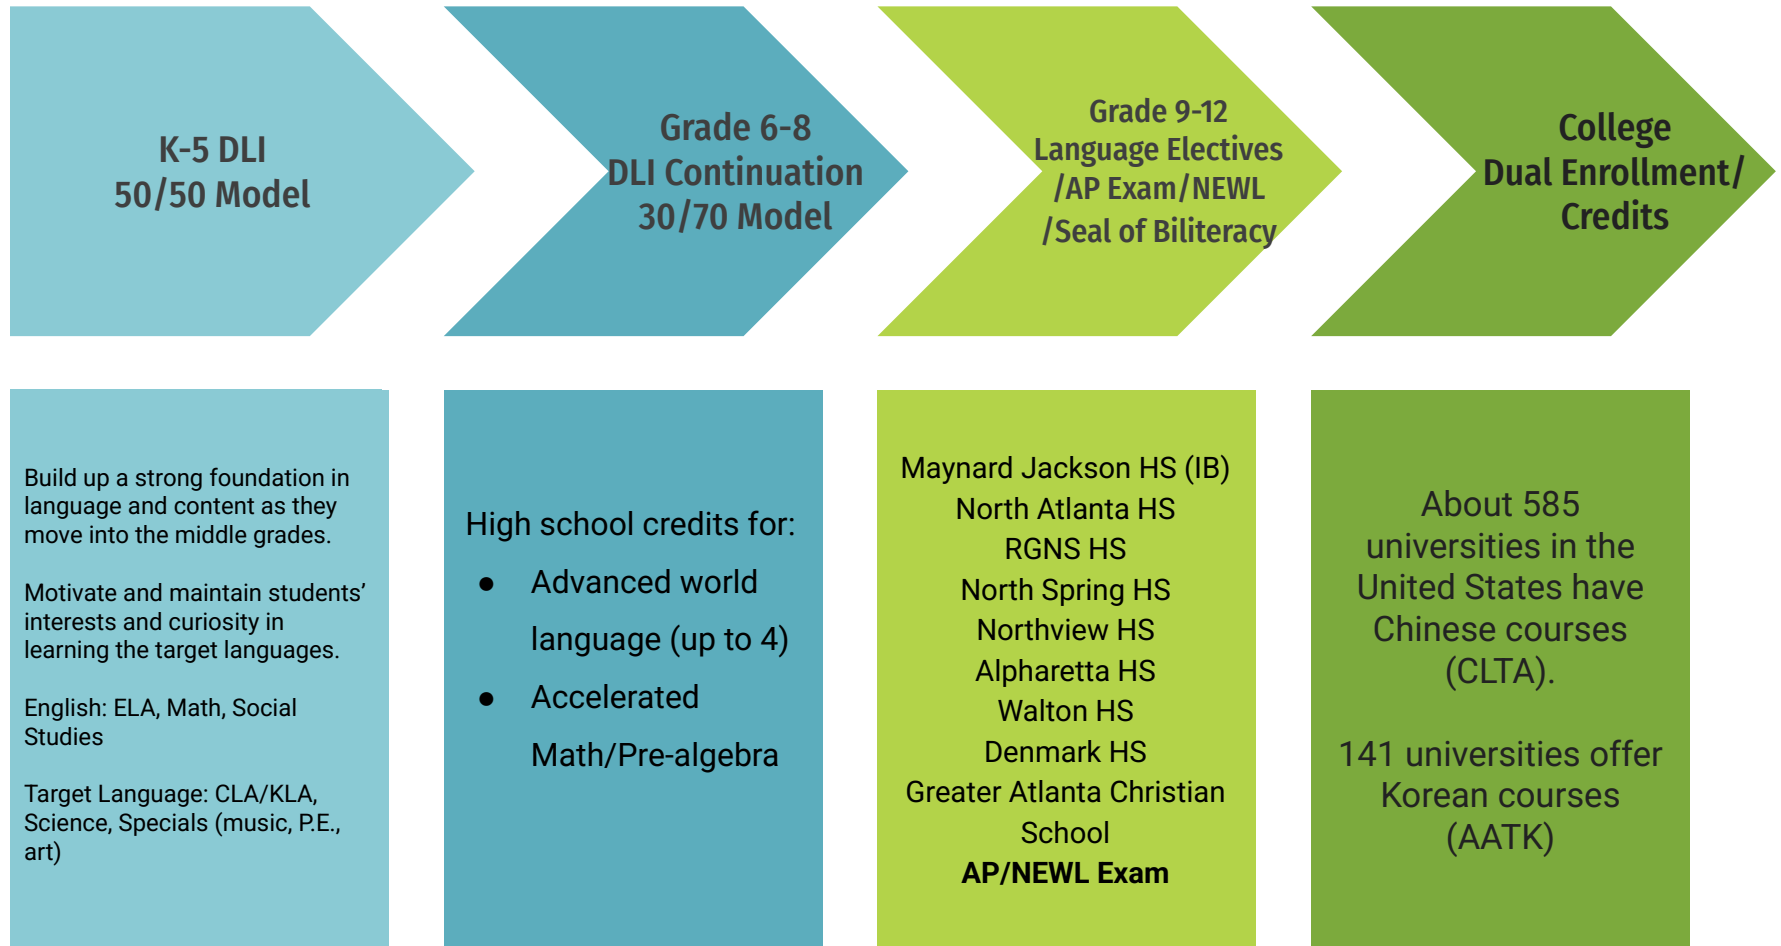 K-5 DLI
50/50 Model
Grade 6-8
DLI Continuation
30/70 Model
Grade 9-12
Language Electives
/AP Exam/NEWL
/Seal of Biliteracy
College
Dual Enrollment/
Credits
Build up a strong foundation in
language and content as they
move into the middle grades.
Motivate and maintain students’
interests and curiosity in
learning the target languages.
English: ELA, Math, Social
Studies
Target Language: CLA/KLA,
Science, Specials (music, P.E.,
art)
High school credits for:
● Advanced world
language (up to 4)
● Accelerated
Math/Pre-algebra
Maynard Jackson HS (IB)
North Atlanta HS
RGNS HS
North Spring HS
Northview HS
Alpharetta HS
Walton HS
Denmark HS
Greater Atlanta Christian
School
AP/NEWL Exam
About 585
universities in the
United States have
Chinese courses
(CLTA).
141 universities offer
Korean courses
(AATK)